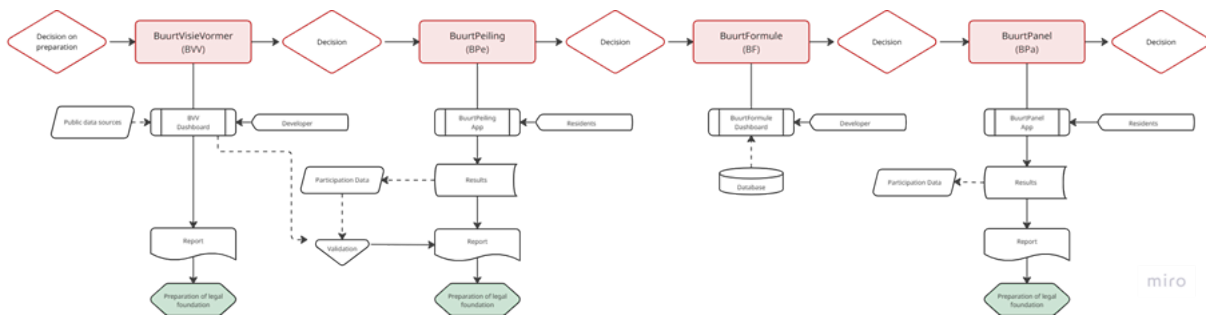 Decision on
preparation
BuurtVisieVormer
(BVV)
Decision
BuurtPeiling
(BPe)
Decision
BuurtFormule
(BF)
Decision
BuurtPanel
(BPa)
Decision
Public data sources
BVV
Dashboard
Developer
BuurtPeiling
App
Residents
BuurtFormule
Dashboard
Developer
BuurtPanel
App
Residents
Participation Data
Results
Database
Participation Data
Results
Report
Validation
Report
Report
Preparation of legal
foundation
Preparation of legal
foundation
Preparation of legal
foundation
miro